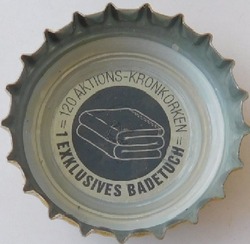 = 120 AKTIONS-KRONKORKEN =
1 EXKLUSIVES BADETUCH